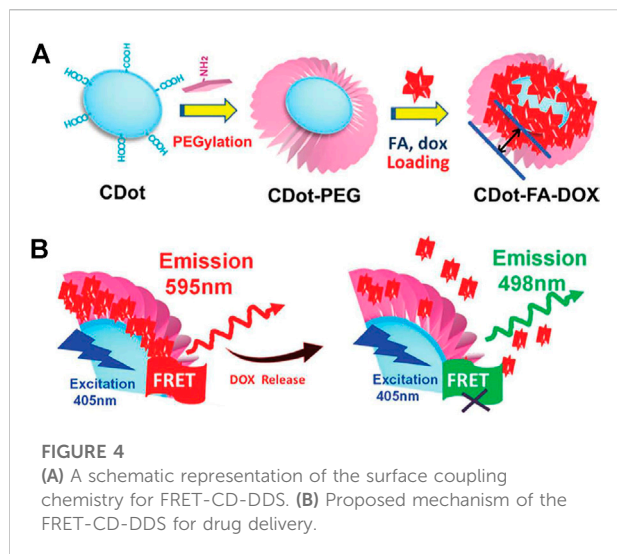 A
HOOC
COOH
COOH
HOOC
COOH
COOH
NH2
PEGylation
FA, dox
Loading
CDot
CDot-PEG
CDot-FA-DOX
B
Emission
595nm
Excitation
405nm
FRET
DOX Release
Emission
498nm
Excitation
405nm
FRET
FIGURE 4
(A) A schematic representation of the surface coupling
chemistry for FRET-CD-DDS. (B) Proposed mechanism of the
FRET-CD-DDS for drug delivery.